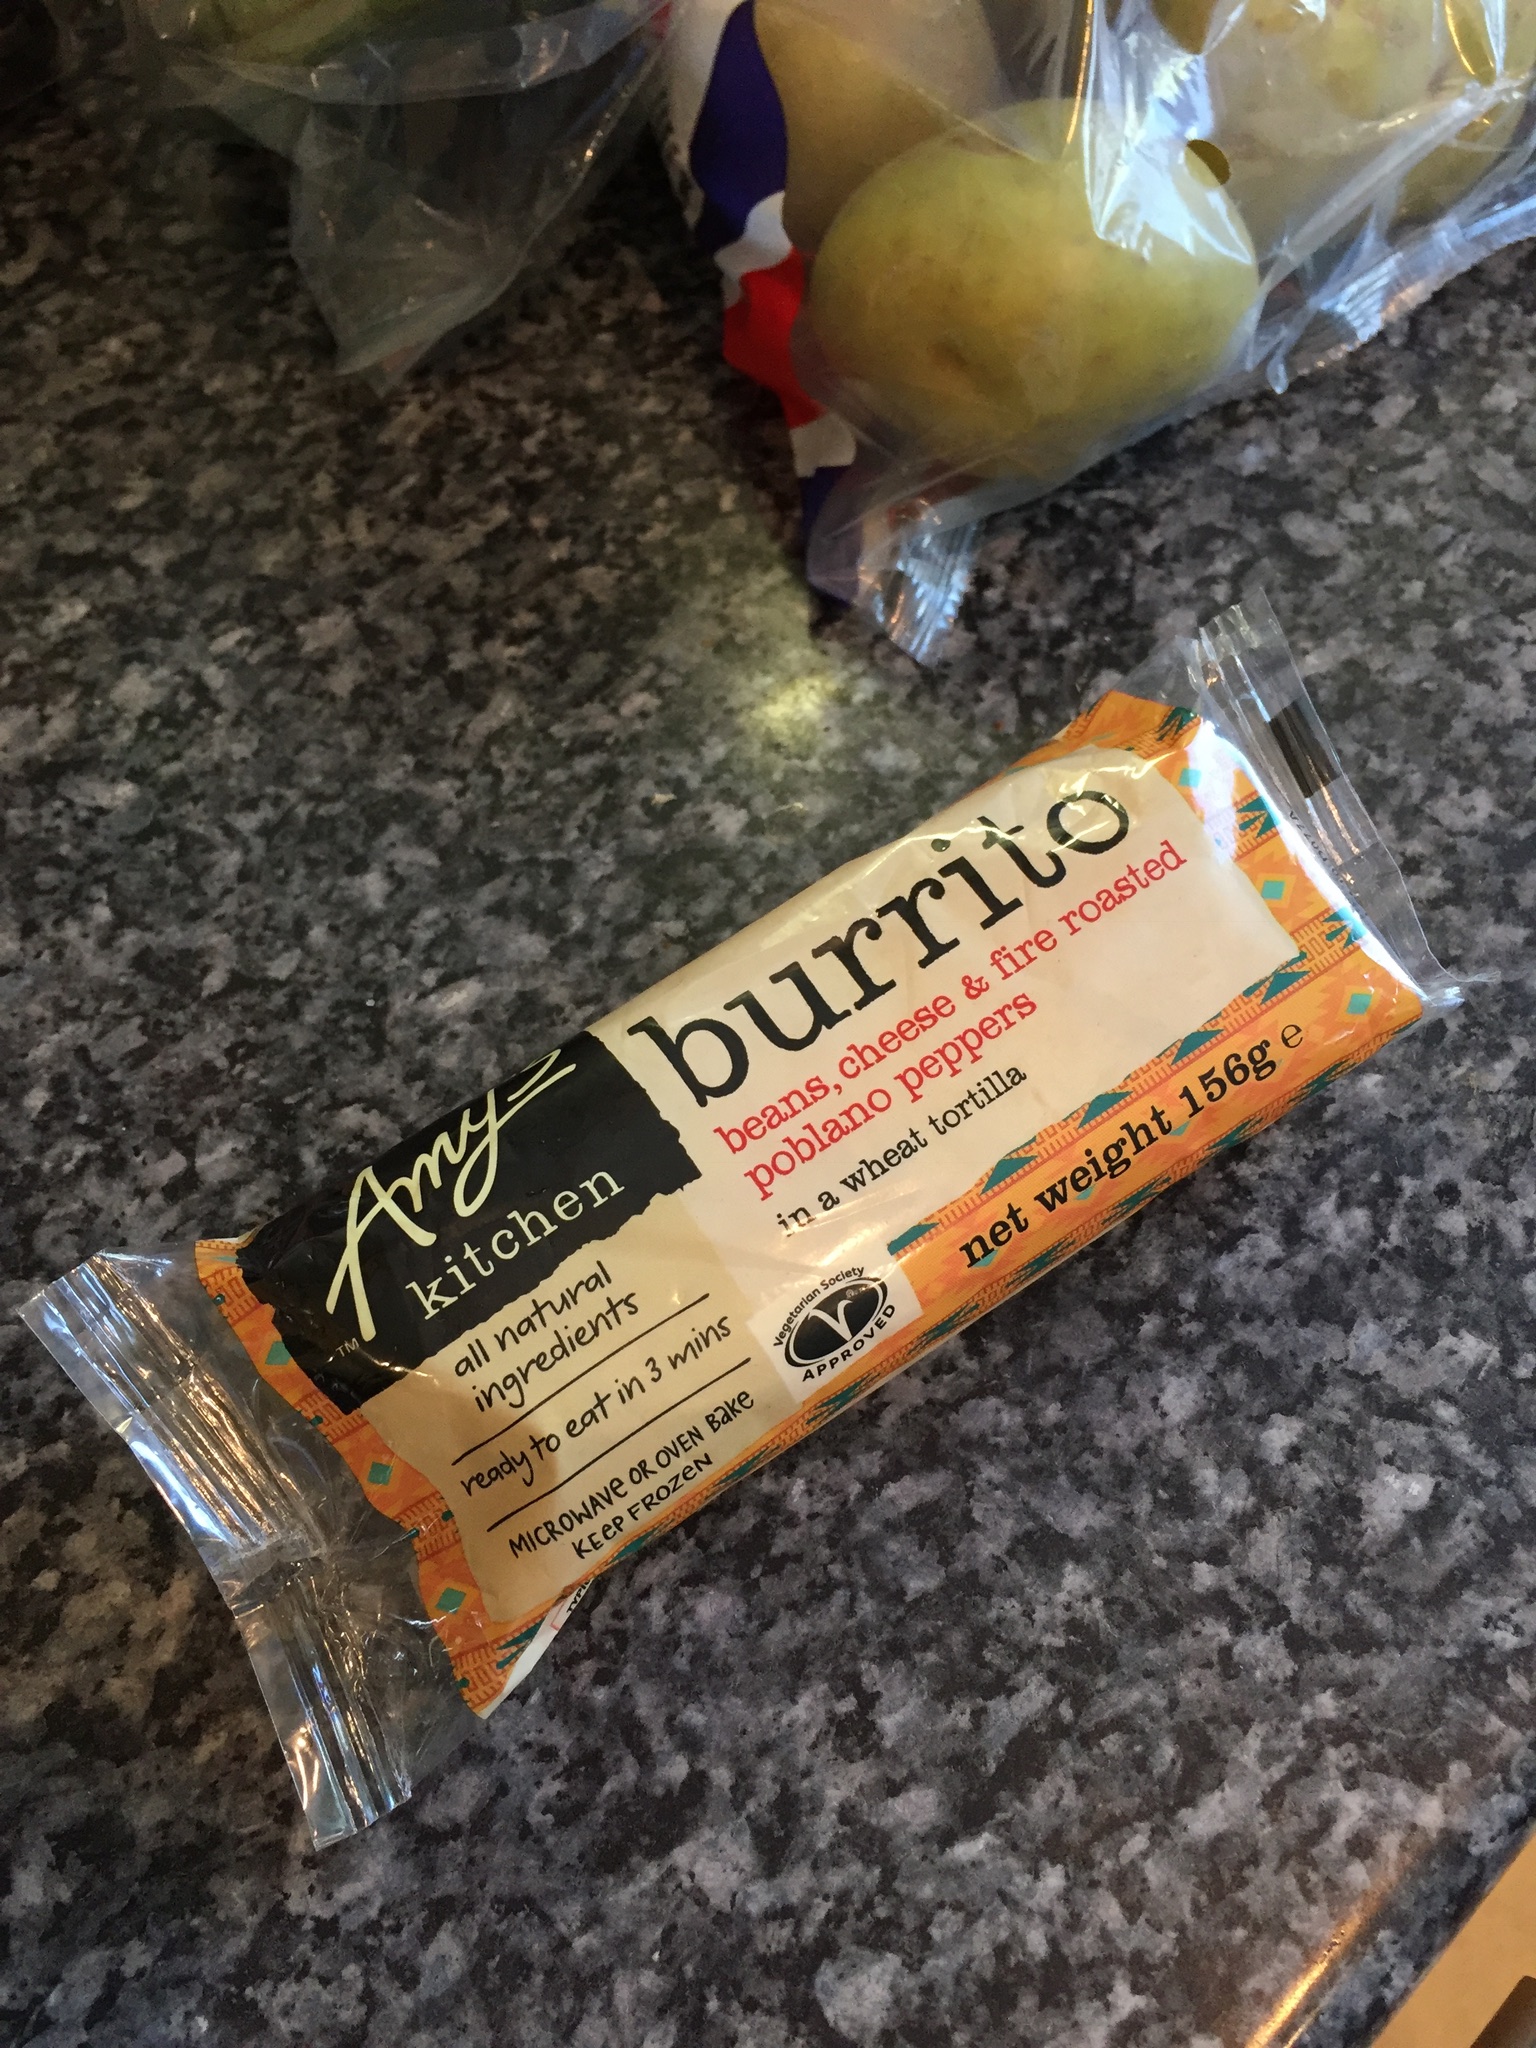 Amy's
kitchen
TM
all natural
ingredients
ready to eat in 3 mins
MICROWAVE OR OVEN BAKE
KEEP FROZEN
burrito
beans, cheese & fire roasted
poblano peppers
in a wheat tortilla
Vegetarian Society
V
APPROVED
net weight 156g e